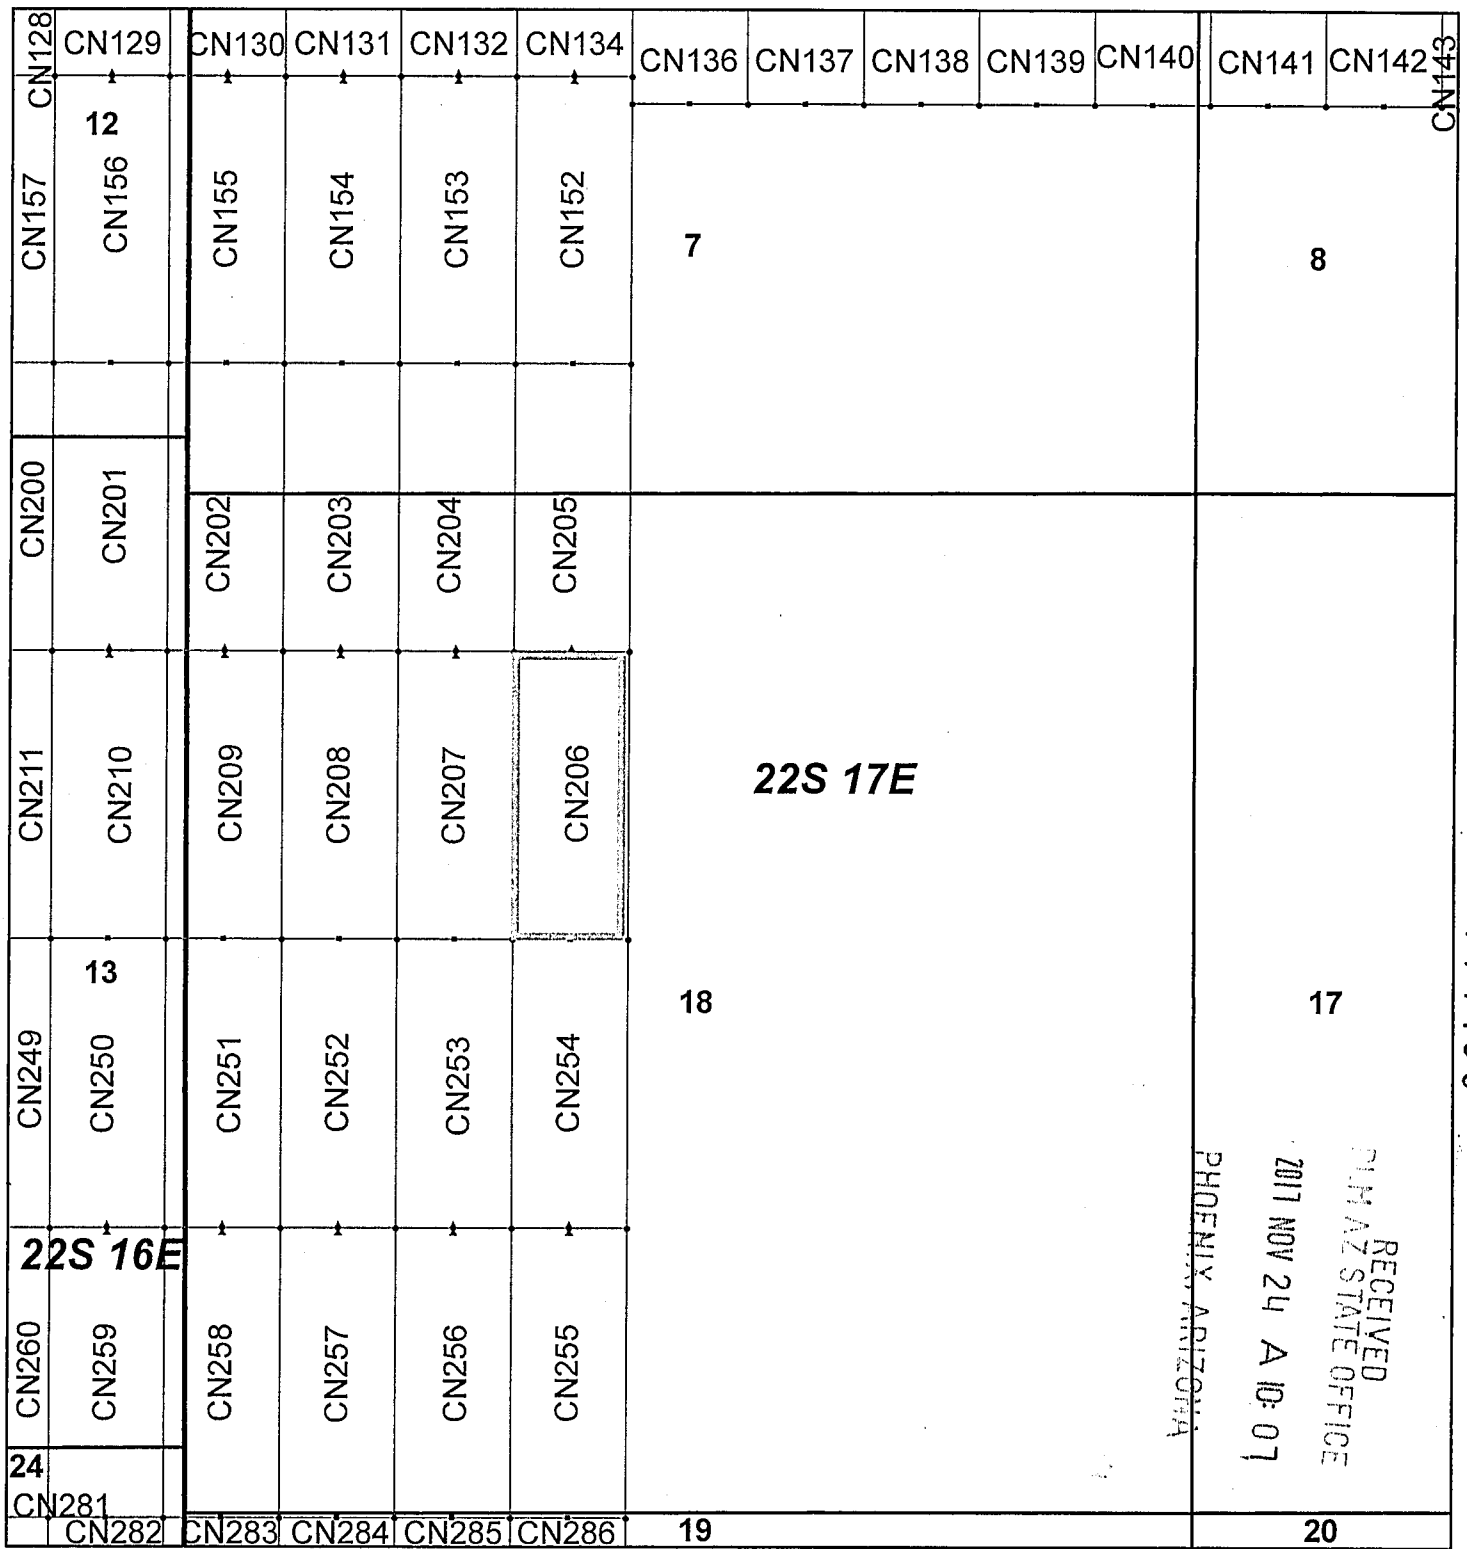 CN128 CN129 CN130 CN131 CN132 CN134 CN136 CN137 CN138 CN139 CN140 CN141 CN142 CN143
12
CN157 CN156 CN155 CN154 CN153 CN152 7 8
CN200 CN201 CN202 CN203 CN204 CN205
CN211 CN210 CN209 CN208 CN207 CN206 22S 17E
13 18 17
CN249 CN250 CN251 CN252 CN253 CN254
22S 16E
CN260 CN259 CN258 CN257 CN256 CN255
RECEIVED
AZ STATE OFFICE
2017 NOV 24 A 10:07
PHOENIX ARIZONA
24
CN281
CN282 CN283 CN284 CN285 CN286 19 20